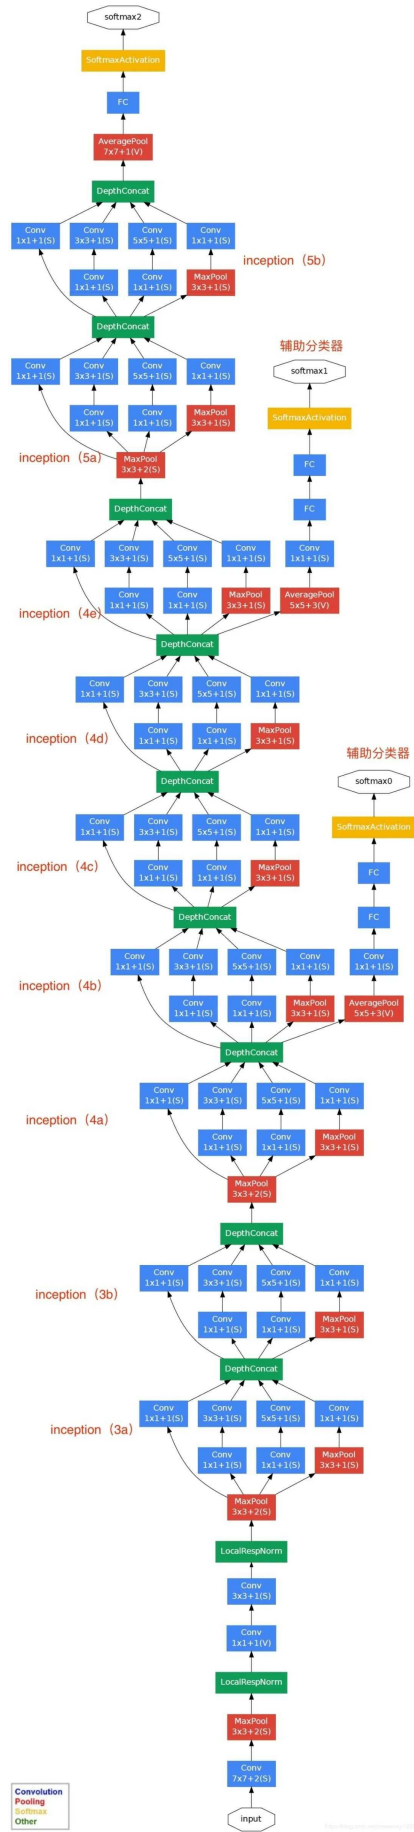 softmax2
SoftmaxActivation
FC
AveragePool
7x7+1(V)
DepthConcat
Conv Conv Conv Conv
1x1+1(S) 3x3+1(S) 5x5+1(S) 1x1+1(S)
inception（5b）
Conv Conv MaxPool
1x1+1(S) 1x1+1(S) 3x3+1(S)
DepthConcat
辅助分类器
softmax1
Conv Conv Conv Conv
1x1+1(S) 3x3+1(S) 5x5+1(S) 1x1+1(S)
SoftmaxActivation
Conv Conv MaxPool
1x1+1(S) 1x1+1(S) 3x3+1(S)
inception（5a）
MaxPool
3x3+2(S)
FC
DepthConcat
FC
Conv Conv Conv Conv Conv
1x1+1(S) 3x3+1(S) 5x5+1(S) 1x1+1(S) 1x1+1(S)
Conv Conv MaxPool AveragePool
1x1+1(S) 1x1+1(S) 3x3+1(S) 5x5+3(V)
inception（4e）
DepthConcat
Conv Conv Conv Conv
1x1+1(S) 3x3+1(S) 5x5+1(S) 1x1+1(S)
inception（4d）
Conv Conv MaxPool
1x1+1(S) 1x1+1(S) 3x3+1(S)
辅助分类器
DepthConcat
softmax0
Conv Conv Conv Conv
1x1+1(S) 3x3+1(S) 5x5+1(S) 1x1+1(S)
SoftmaxActivation
inception（4c）
Conv Conv MaxPool
1x1+1(S) 1x1+1(S) 3x3+1(S)
FC
DepthConcat
FC
Conv Conv Conv Conv Conv
1x1+1(S) 3x3+1(S) 5x5+1(S) 1x1+1(S) 1x1+1(S)
inception（4b）
Conv Conv MaxPool AveragePool
1x1+1(S) 1x1+1(S) 3x3+1(S) 5x5+3(V)
DepthConcat
Conv Conv Conv Conv
1x1+1(S) 3x3+1(S) 5x5+1(S) 1x1+1(S)
inception（4a）
Conv Conv MaxPool
1x1+1(S) 1x1+1(S) 3x3+1(S)
MaxPool
3x3+2(S)
DepthConcat
Conv Conv Conv Conv
1x1+1(S) 3x3+1(S) 5x5+1(S) 1x1+1(S)
inception（3b）
Conv Conv MaxPool
1x1+1(S) 1x1+1(S) 3x3+1(S)
DepthConcat
Conv Conv Conv Conv
1x1+1(S) 3x3+1(S) 5x5+1(S) 1x1+1(S)
inception（3a）
Conv Conv MaxPool
1x1+1(S) 1x1+1(S) 3x3+1(S)
MaxPool
3x3+2(S)
LocalRespNorm
Conv
3x3+1(S)
Conv
1x1+1(V)
LocalRespNorm
MaxPool
3x3+2(S)
Conv
7x7+2(S)
input
Convolution
Pooling
Softmax
Other